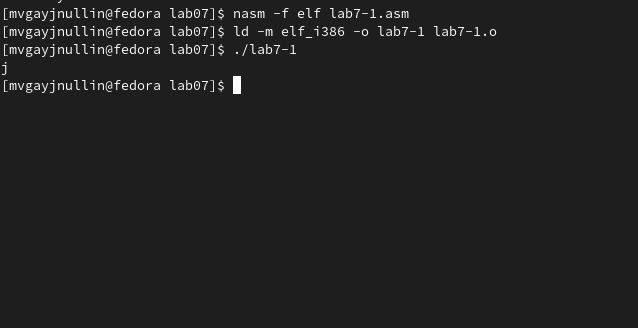 [mvgayjnullin@fedora lab07]$ nasm -f elf lab7-1.asm
[mvgayjnullin@fedora lab07]$ ld -m elf_i386 -o lab7-1 lab7-1.o
[mvgayjnullin@fedora lab07]$ ./lab7-1
j
[mvgayjnullin@fedora lab07]$